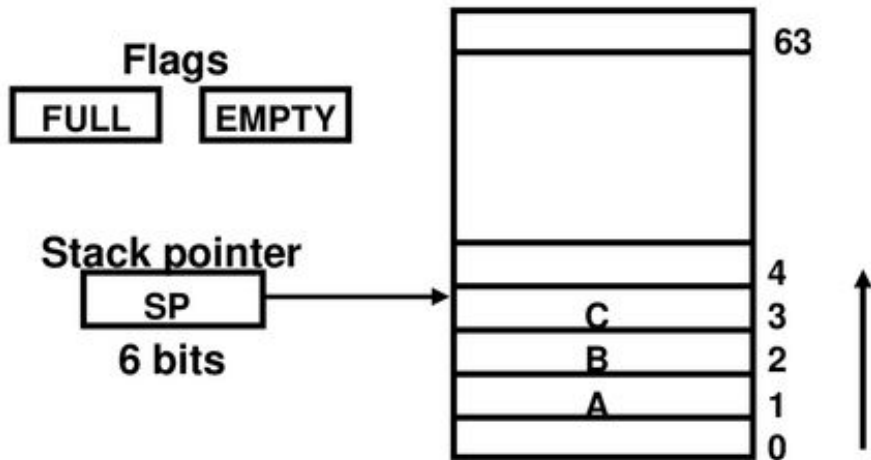 Flags
FULL
EMPTY
Stack pointer
SP
6 bits
63
4
C
3
B
2
A
1
0